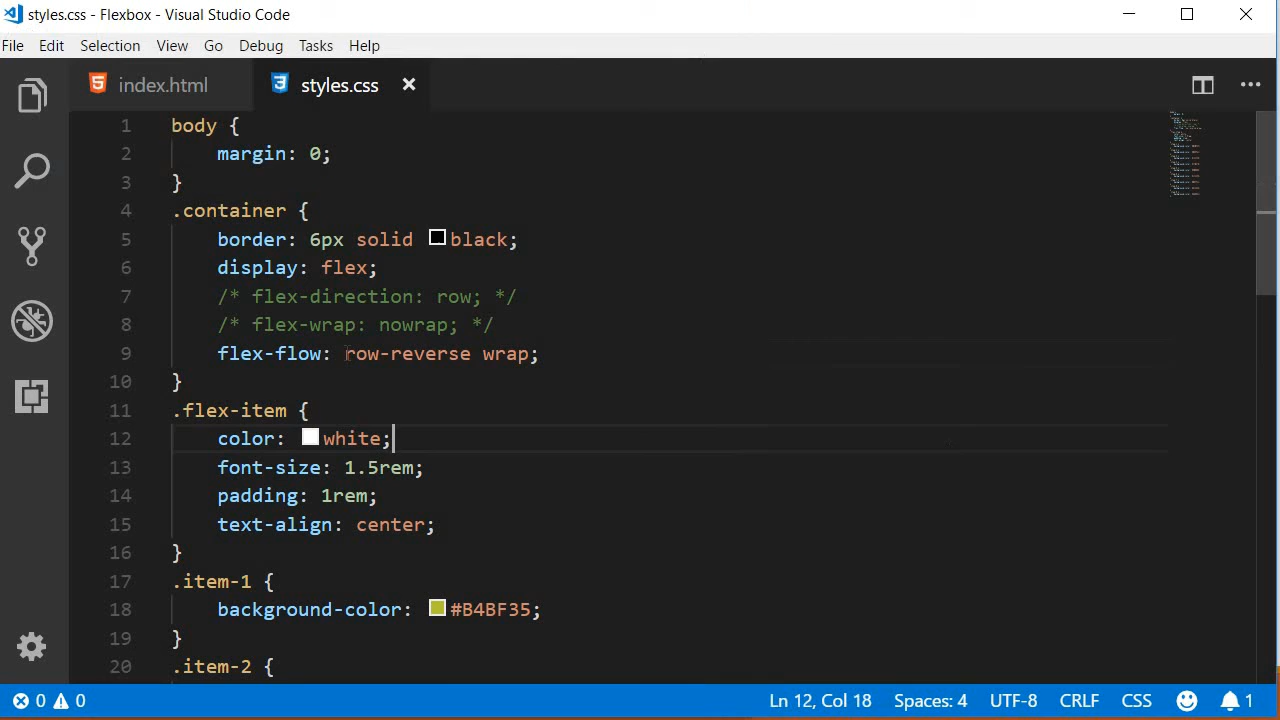 styles.css - Flexbox - Visual Studio Code
File Edit Selection View Go Debug Tasks Help
index.html styles.css
1 body {
2 margin: 0;
3 }
4 .container {
5 border: 6px solid black;
6 display: flex;
7 /* flex-direction: row; */
8 /* flex-wrap: nowrap; */
9 flex-flow: row-reverse wrap;
10 }
11 .flex-item {
12 color: white;
13 font-size: 1.5rem;
14 padding: 1rem;
15 text-align: center;
16 }
17 .item-1 {
18 background-color: #B4BF35;
19 }
20 .item-2 {
0 0 Ln 12, Col 18 Spaces: 4 UTF-8 CRLF CSS 1